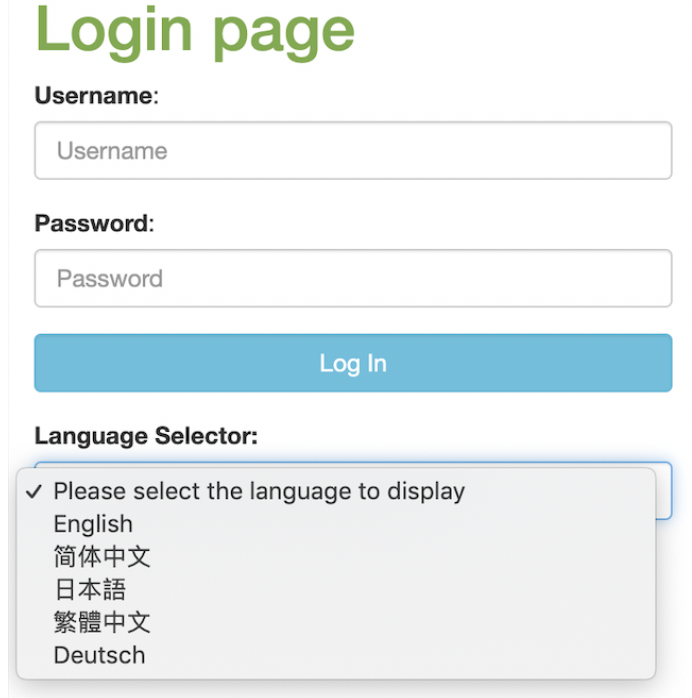 Login page
Username:
Username
Password:
Password
Log In
Language Selector:
✓ Please select the language to display
English
简体中文
日本語
繁體中文
Deutsch